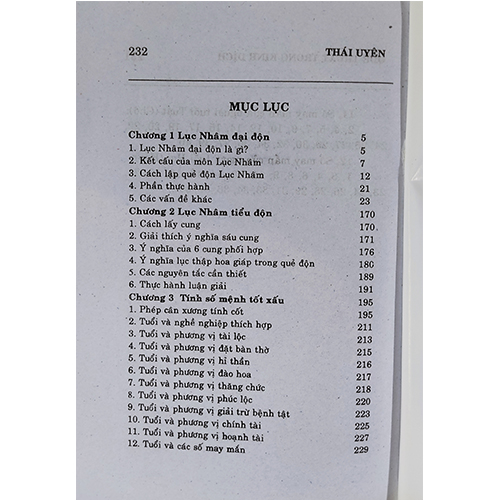 232 THÁI UYÊN
MỤC LỤC
Chương 1 Lục Nhâm đại độn 5
1. Lục Nhâm đại độn là gì? 5
2. Kết cấu của môn Lục Nhâm 7
3. Cách lập quẻ độn Lục Nhâm 12
4. Phần thực hành 21
5. Các vấn đề khác 23
Chương 2 Lục Nhâm tiểu độn 170
1. Cách lấy cung 170
2. Giải thích ý nghĩa sáu cung 171
3. Ý nghĩa của 6 cung phối hợp 176
4. Ý nghĩa lục thập hoa giáp trong quẻ độn 180
5. Các nguyên tắc cần thiết 189
6. Thực hành luận giải 191
Chương 3 Tính số mệnh tốt xấu 195
1. Phép cân xương tính cốt 195
2. Tuổi và nghề nghiệp thích hợp 211
3. Tuổi và phương vị tài lộc 213
4. Tuổi và phương vị đặt bàn thờ 215
5. Tuổi và phương vị hỉ thần 216
6. Tuổi và phương vị đào hoa 217
7. Tuổi và phương vị thăng chức 218
8. Tuổi và phương vị phúc lộc 220
9. Tuổi và phương vị giải trừ bệnh tật 223
10. Tuổi và phương vị chính tài 225
11. Tuổi và phương vị hoạnh tài 227
12. Tuổi và các số may mắn 229